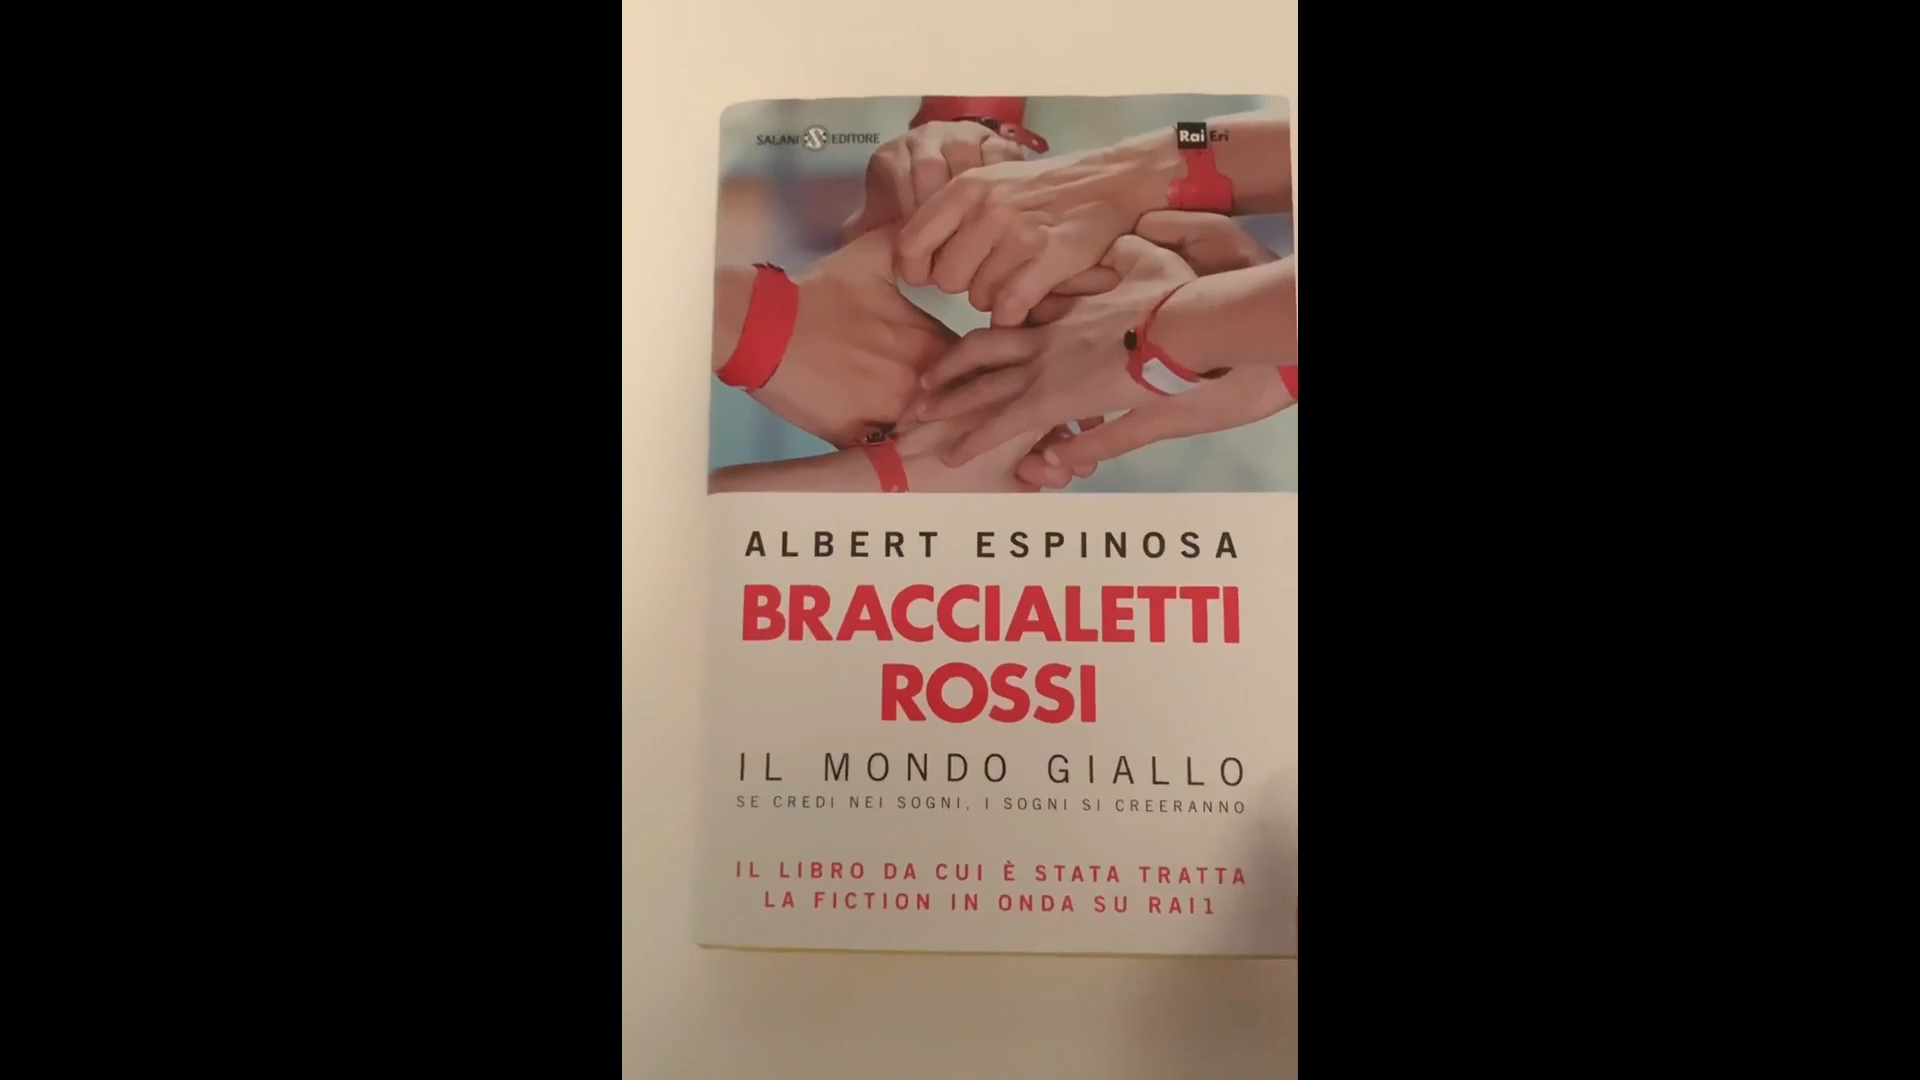 SALANI EDITORE
Rai Eri
ALBERT ESPINOSA
BRACCIALETTI
ROSSI
IL MONDO GIALLO
SE CREDI NEI SOGNI, I SOGNI SI CREERANNO
IL LIBRO DA CUI È STATA TRATTA
LA FICTION IN ONDA SU RAI1